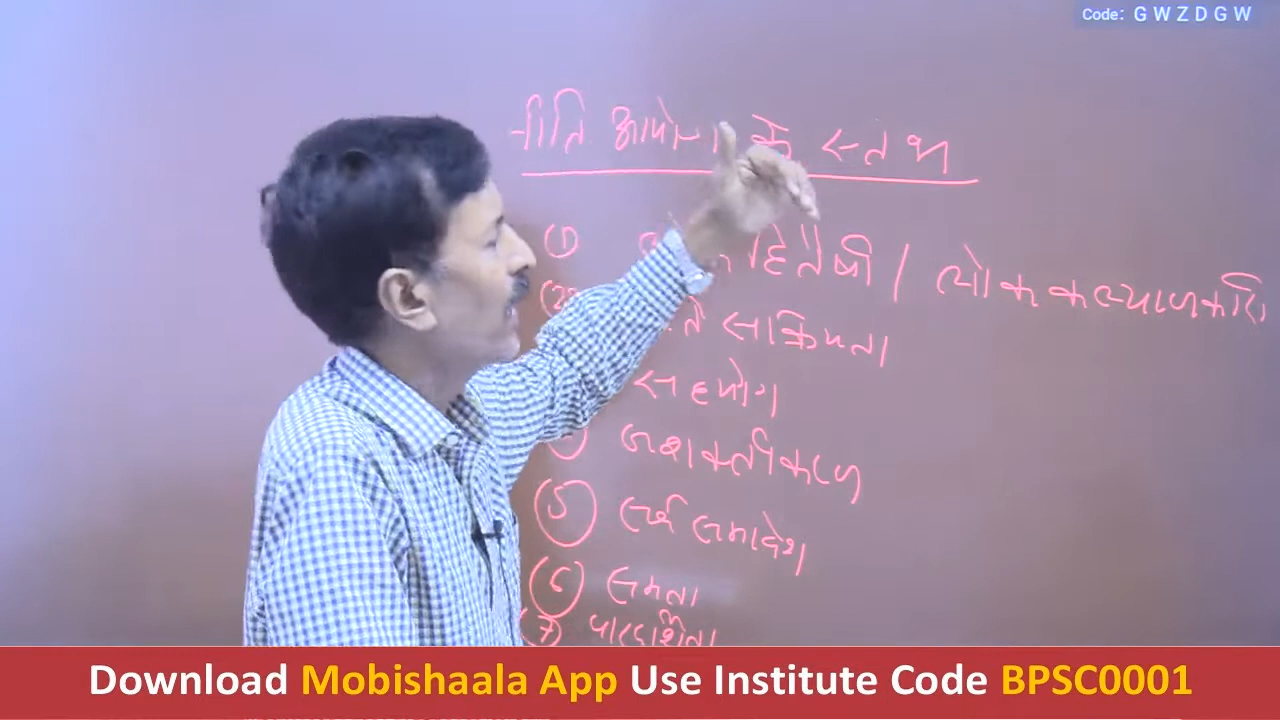 Code: G W Z D G W
नीति आयोग के स्तंभ
(1) हितैषी / लोककल्याणकारि
(2) सक्रियता
सहयोग
सशक्तीकरण
(5) सर्व समावेश
(6) समता
(7) पारदर्शिता
Download Mobishaala App Use Institute Code BPSC0001